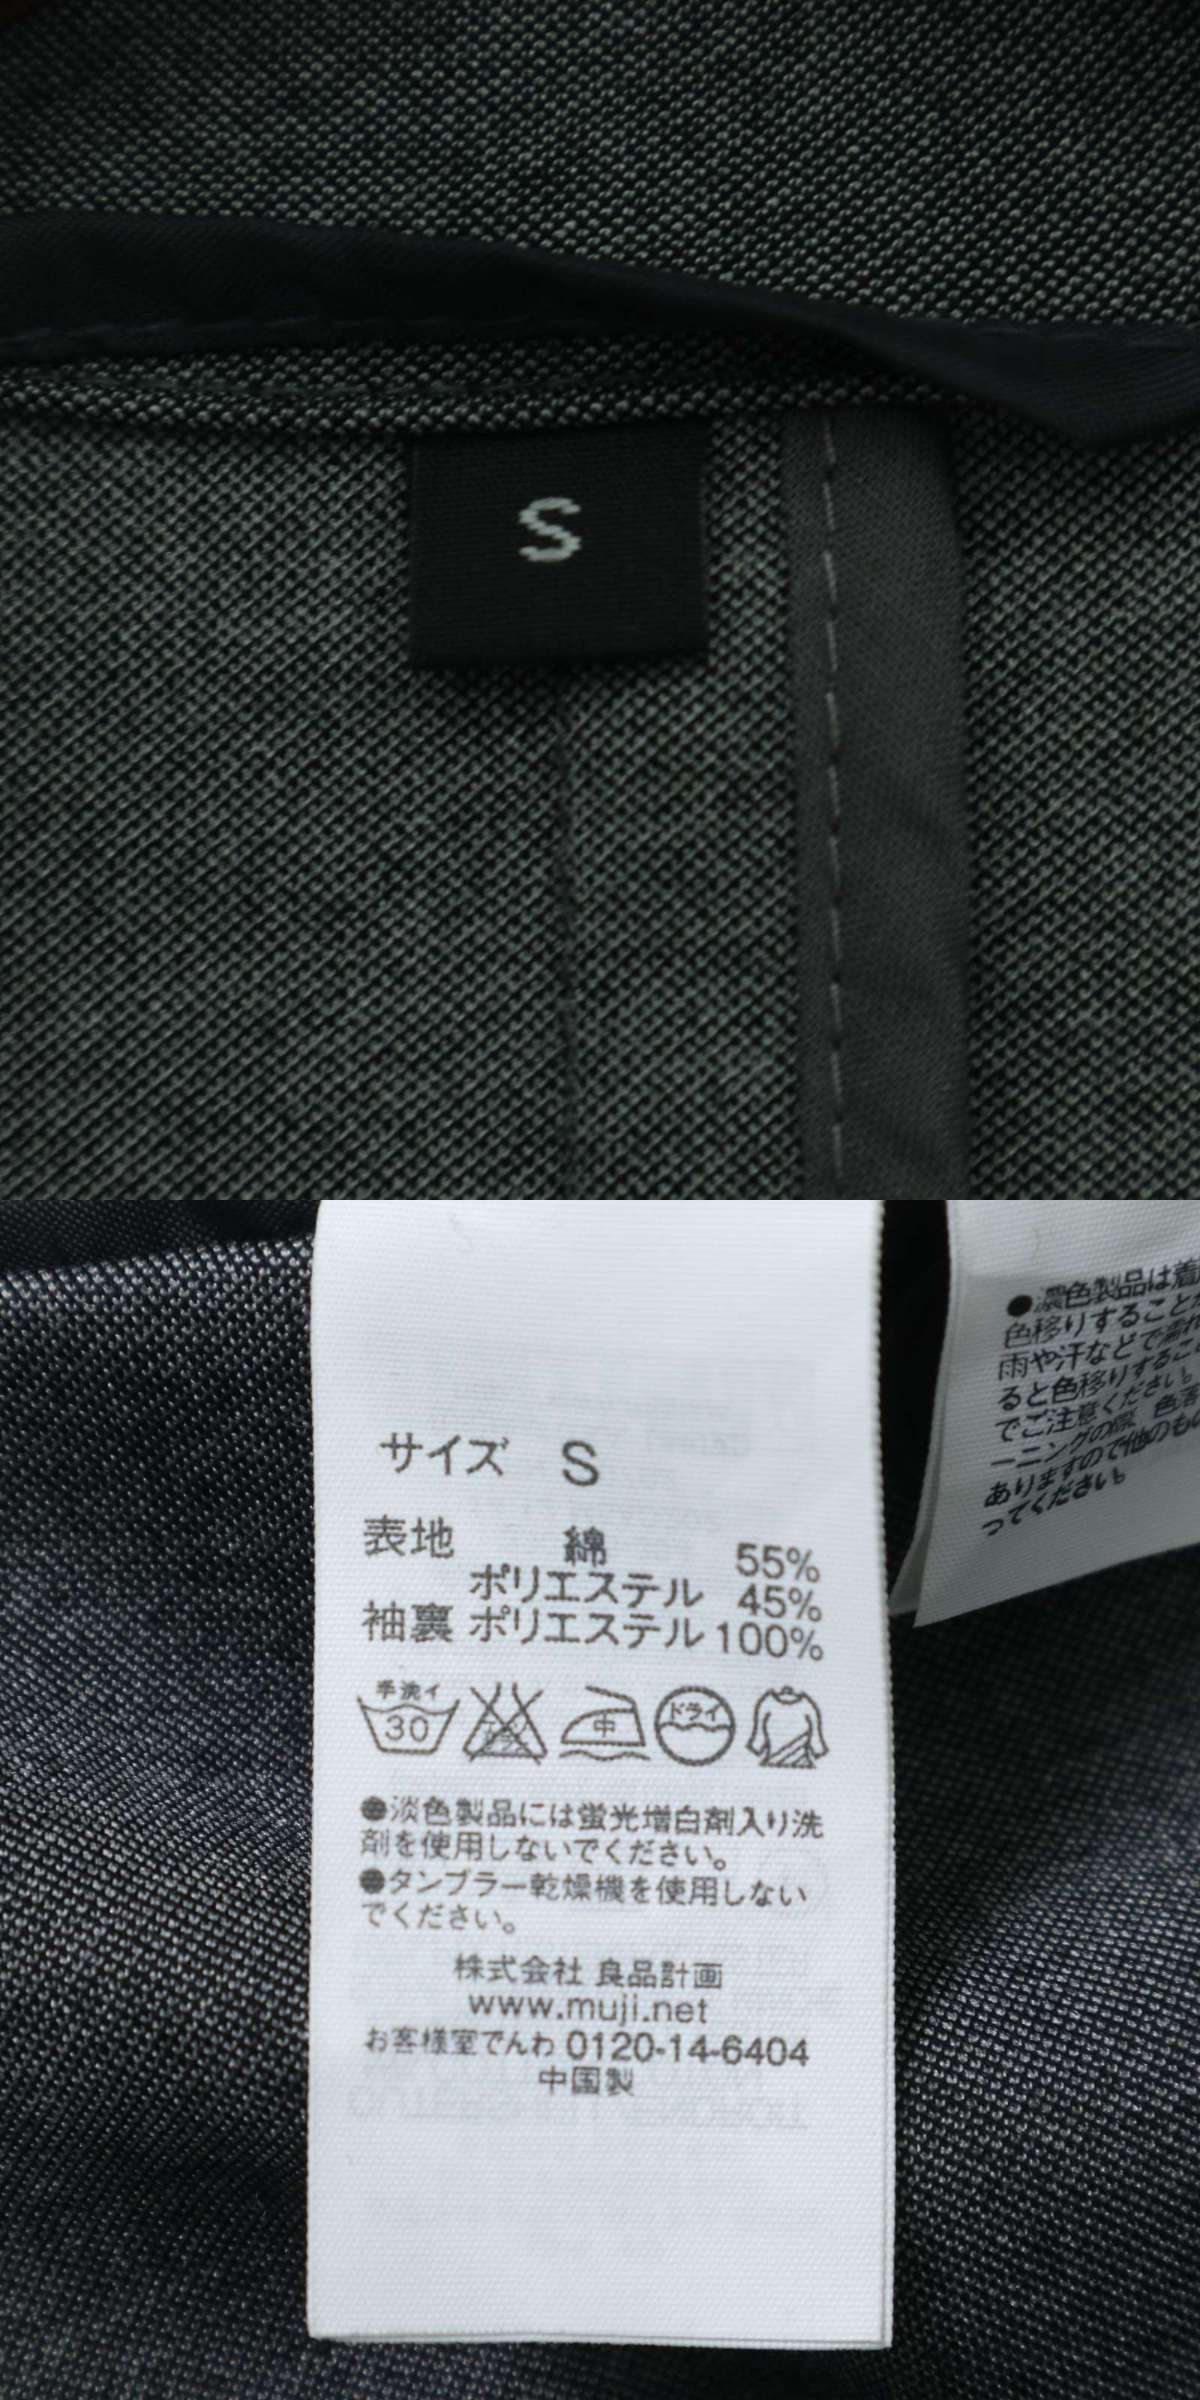 S
サイズ S
表地 綿 55%
ポリエステル 45%
袖裏 ポリエステル 100%
手洗イ
30
中
ドライ
●淡色製品には蛍光増白剤入り洗
剤を使用しないでください。
●タンブラー乾燥機を使用しない
でください。
株式会社 良品計画
www.muji.net
お客様室でんわ 0120-14-6404
中国製
●濃色製品は着
色移りすること
雨や汗などで濡れ
ると色移りするこ
でご注意ください。
ーニングの際、色落
ありますので他のもの
ってください。